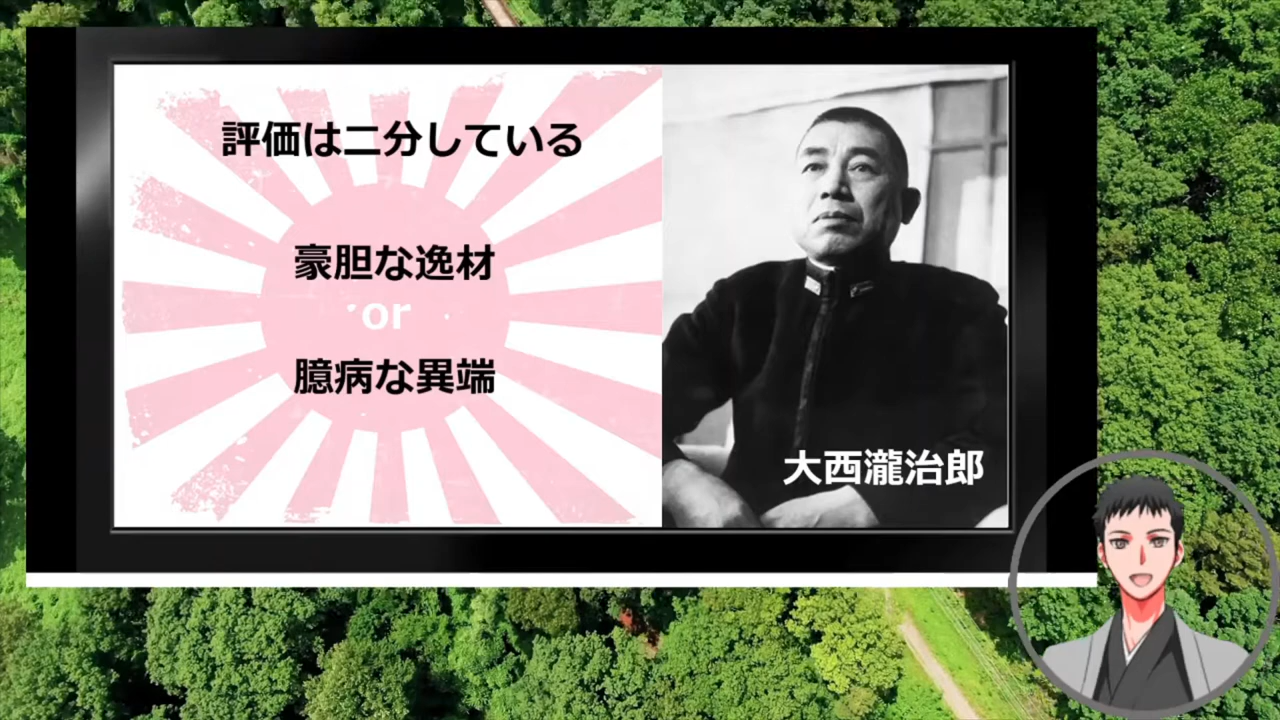 評価は二分している
豪胆な逸材
or
臆病な異端
大西瀧治郎